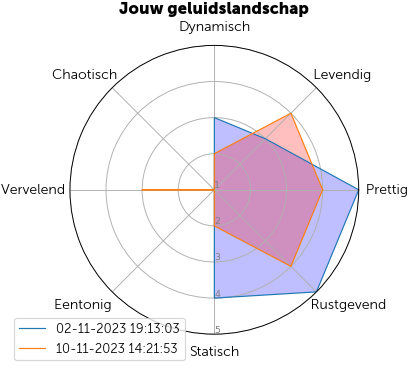 Jouw geluidslandschap
Dynamisch
Chaotisch
Levendig
Vervelend
Prettig
1
2
3
4
5
Eentonig
Rustgevend
Statisch
02-11-2023 19:13:03
10-11-2023 14:21:53